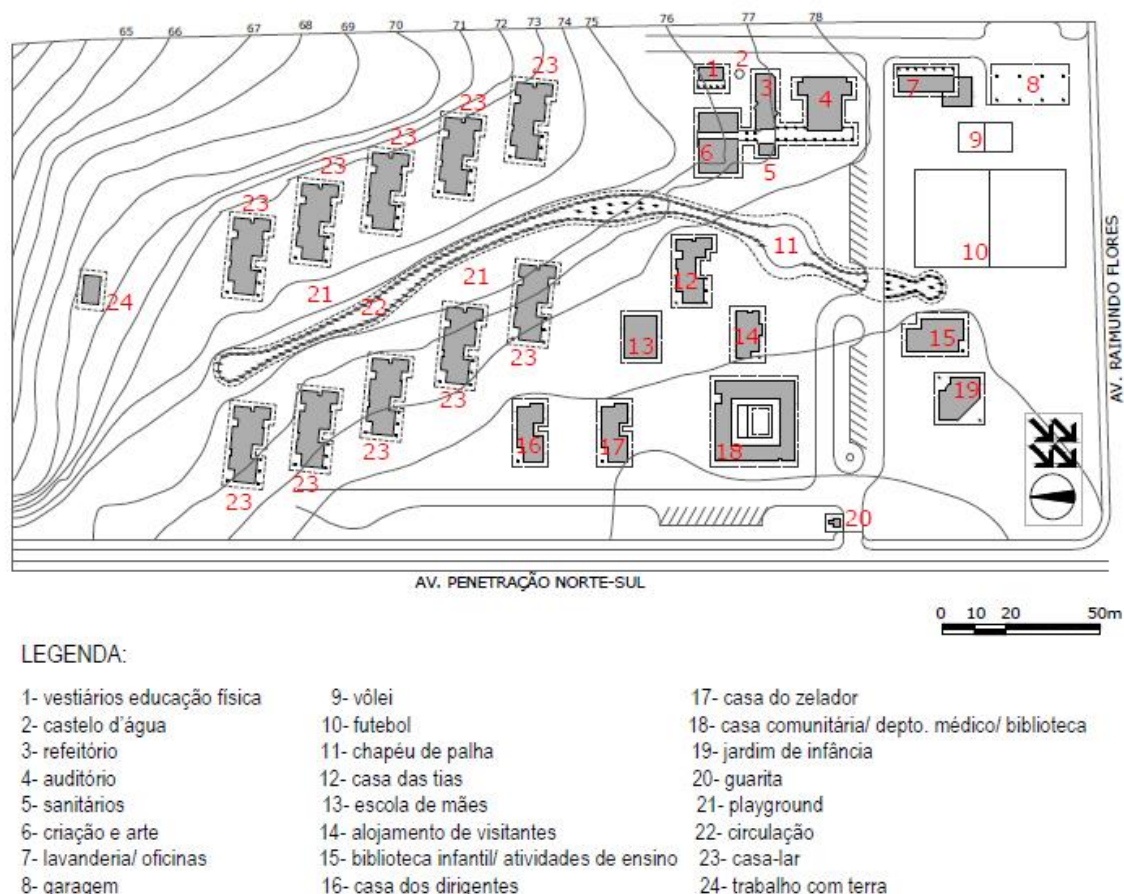 65 66 67 68 69 70 71 72 73 74 75 76 77 78
23
23
23
23
23
1
2
3
4
5
6
7
8
9
10
11
12
13
14
15
16
17
18
19
20
21
21
22
23
23
23
23
23
24
AV. RAIMUNDO FLORES
AV. PENETRAÇÃO NORTE-SUL
0 10 20 50m
LEGENDA:
1- vestiários educação física
2- castelo d'água
3- refeitório
4- auditório
5- sanitários
6- criação e arte
7- lavanderia/ oficinas
8- garagem
9- vôlei
10- futebol
11- chapéu de palha
12- casa das tias
13- escola de mães
14- alojamento de visitantes
15- biblioteca infantil/ atividades de ensino
16- casa dos dirigentes
17- casa do zelador
18- casa comunitária/ depto. médico/ biblioteca
19- jardim de infância
20- guarita
21- playground
22- circulação
23- casa-lar
24- trabalho com terra